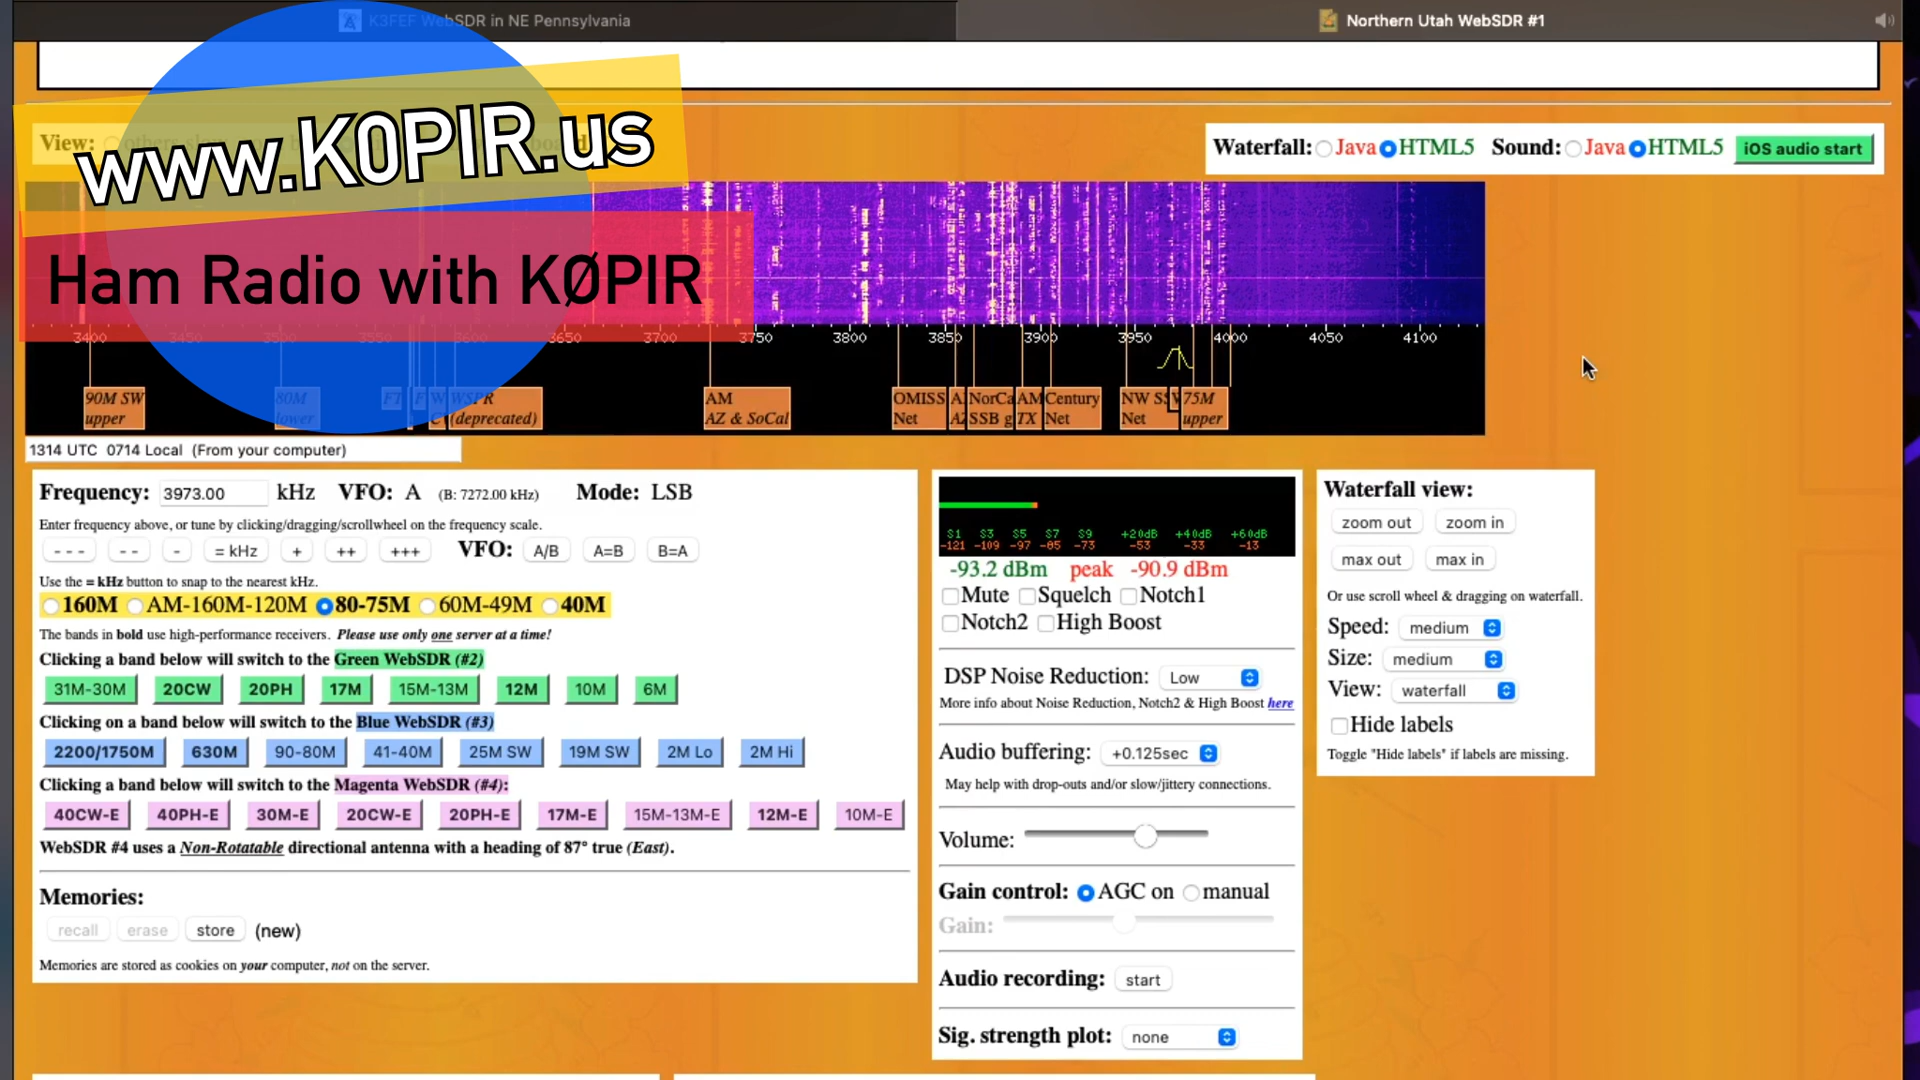 K3FEF WebSDR in NE Pennsylvania
Northern Utah WebSDR #1
www.K0PIR.us
Ham Radio with KØPIR
View:
Waterfall: Java HTML5 Sound: Java HTML5 iOS audio start
3400 3450 3500 3550 3600 3650 3700 3750 3800 3850 3900 3950 4000 4050 4100
90M SW upper
80M lower
WSPR (deprecated)
AM AZ & SoCal
OMISS Net
NorCa SSB g
AM TX
Century Net
NW SS Net
75M upper
1314 UTC 0714 Local (From your computer)
Frequency: 3973.00 kHz VFO: A (B: 7272.00 kHz) Mode: LSB
Enter frequency above, or tune by clicking/dragging/scrollwheel on the frequency scale.
- - - - - - = kHz + ++ +++ VFO: A/B A=B B=A
Use the = kHz button to snap to the nearest kHz.
160M AM-160M-120M 80-75M 60M-49M 40M
The bands in bold use high-performance receivers. Please use only one server at a time!
Clicking a band below will switch to the Green WebSDR (#2)
31M-30M 20CW 20PH 17M 15M-13M 12M 10M 6M
Clicking on a band below will switch to the Blue WebSDR (#3)
2200/1750M 630M 90-80M 41-40M 25M SW 19M SW 2M Lo 2M Hi
Clicking a band below will switch to the Magenta WebSDR (#4):
40CW-E 40PH-E 30M-E 20CW-E 20PH-E 17M-E 15M-13M-E 12M-E 10M-E
WebSDR #4 uses a Non-Rotatable directional antenna with a heading of 87° true (East).
Memories:
recall erase store (new)
Memories are stored as cookies on your computer, not on the server.
S1 S3 S5 S7 S9 +20dB +40dB +60dB
-121 -109 -97 -85 -73 -53 -33 -13
-93.2 dBm peak -90.9 dBm
Mute Squelch Notch1
Notch2 High Boost
DSP Noise Reduction: Low
More info about Noise Reduction, Notch2 & High Boost here
Audio buffering: +0.125sec
May help with drop-outs and/or slow/jittery connections.
Volume:
Gain control: AGC on manual
Gain:
Audio recording: start
Sig. strength plot: none
Waterfall view:
zoom out zoom in
max out max in
Or use scroll wheel & dragging on waterfall.
Speed: medium
Size: medium
View: waterfall
Hide labels
Toggle "Hide labels" if labels are missing.